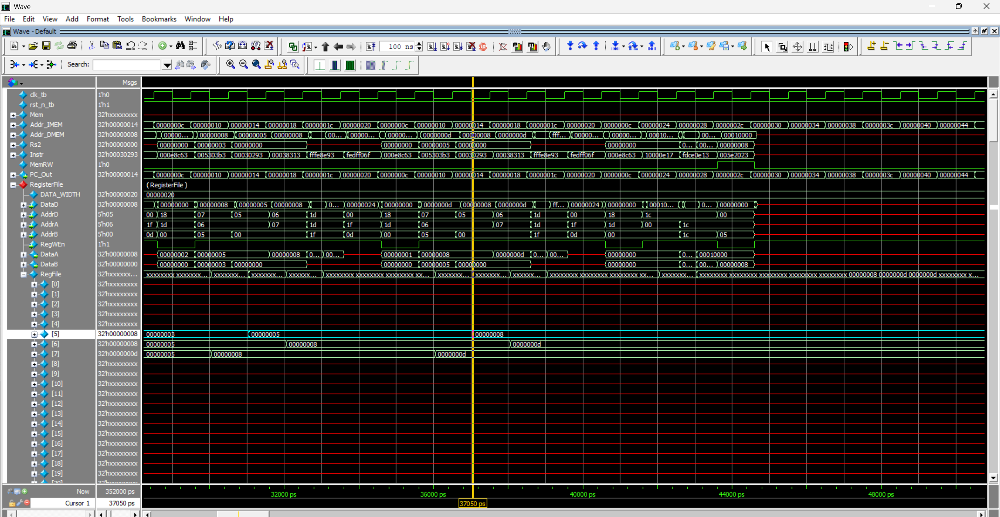 Wave
File Edit View Add Format Tools Bookmarks Window Help
Wave - Default
100 ns
Search:
Msgs
clk_tb 1'h0
rst_n_tb 1'h1
Mem 32'hxxxxxxxx
Addr_IMEM 32'h00000014 0000000c 00000010 00000014 00000018 0000001c 00000020 0000000c 00000010 00000014 00000018 0000001c 00000020 0000000c 00000024 00000028 0000002c 00000030 00000034 00000038 0000003c 00000040 00000044
Addr_DMEM 32'h00000008 00000... 00000008 00000005 00000008 00... 00000... 00000... 0000000d 00000008 0000000d fff... 00000... 00000... 00010... 00... 00010000
Rs2 32'h00000000 00000000 00000003 00000000 00000000 00000005 00000000 00000000 0... 00... 00000008
Instr 32'h00030293 000e8c63 005303b3 00030293 00038313 fffe8e93 fedff06f 000e8c63 005303b3 00030293 00038313 fffe8e93 fedff06f 000e8c63 10000e17 fdce0e13 005e2023
MemRW 1'h0
PC_Out 32'h00000014 0000000c 00000010 00000014 00000018 0000001c 00000020 0000000c 00000010 00000014 00000018 0000001c 00000020 0000000c 00000024 00000028 0000002c 00000030 00000034 00000038 0000003c 00000040 00000044
RegisterFile (RegisterFile)
DATA_WIDTH 32'h00000020 00000020
DataD 32'h00000008 00000000 00000008 00000005 00000008 0... 00000024 00000000 0000000d 00000008 0000000d ff... 00000024 00000000 00010... 0... 00000000
AddrD 5'h05 00 18 07 05 06 1d 00 18 07 05 06 1d 00 18 1c 00
AddrA 5'h06 1f 1d 06 07 1d 1f 1d 06 07 1d 1f 1d 00 1c
AddrB 5'h00 0d 00 05 00 1f 0d 00 05 00 1f 0d 00 1c 05
RegWEn 1'h1
DataA 32'h00000008 00000002 00000005 00000008 0... 00... 00000001 00000008 0000000d 0... 00... 00000000 0... 00010000
DataB 32'h00000000 00000000 00000003 00000000 00000000 00000005 00000000 00000000 0... 00... 00000008
RegFile 32'hxxxxxx... xxxxxxxx xxxxxxx... xxxxxxx... xxxxxxx... xxxxxx... xxxxxxxx xxxxxxxx xxxxxxxx xx... xxxxxxx... xxxxxxx... xxxxxx... xxxxxxxx xxxxxxxx xxxxxxxx xx... xxxxxxx... xxxxxxxx xxxxxxxx xxxxxxxx xxxxxxxx xxxxxxxx 00000008 0000000d 0000000d xxxxxxxx x...
[0] 32'hxxxxxxxx
[1] 32'hxxxxxxxx
[2] 32'hxxxxxxxx
[3] 32'hxxxxxxxx
[4] 32'hxxxxxxxx
[5] 32'h00000008 00000003 00000005 00000008
[6] 32'h00000008 00000005 00000008 0000000d
[7] 32'h0000000d 00000005 00000008 0000000d
[8] 32'hxxxxxxxx
[9] 32'hxxxxxxxx
[10] 32'hxxxxxxxx
[11] 32'hxxxxxxxx
[12] 32'hxxxxxxxx
[13] 32'hxxxxxxxx
[14] 32'hxxxxxxxx
[15] 32'hxxxxxxxx
[16] 32'hxxxxxxxx
[17] 32'hxxxxxxxx
[18] 32'hxxxxxxxx
[19] 32'hxxxxxxxx
Now 352000 ps 32000 ps 36000 ps 40000 ps 44000 ps 48000 ps
Cursor 1 37050 ps 37050 ps